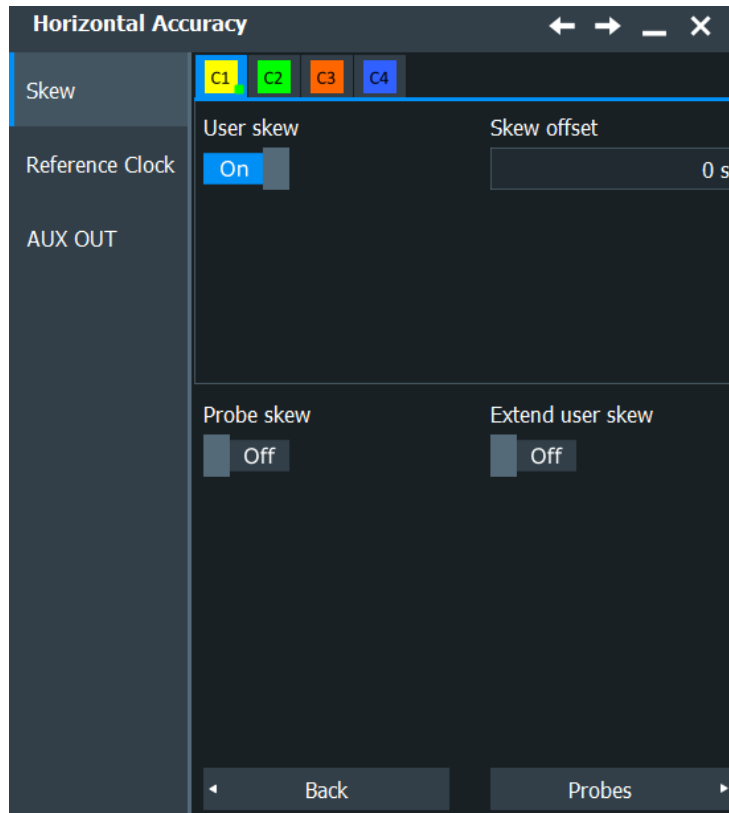 Horizontal Accuracy
Skew
Reference Clock
AUX OUT
C1 C2 C3 C4
User skew
On
Skew offset
0 s
Probe skew
Off
Extend user skew
Off
Back
Probes